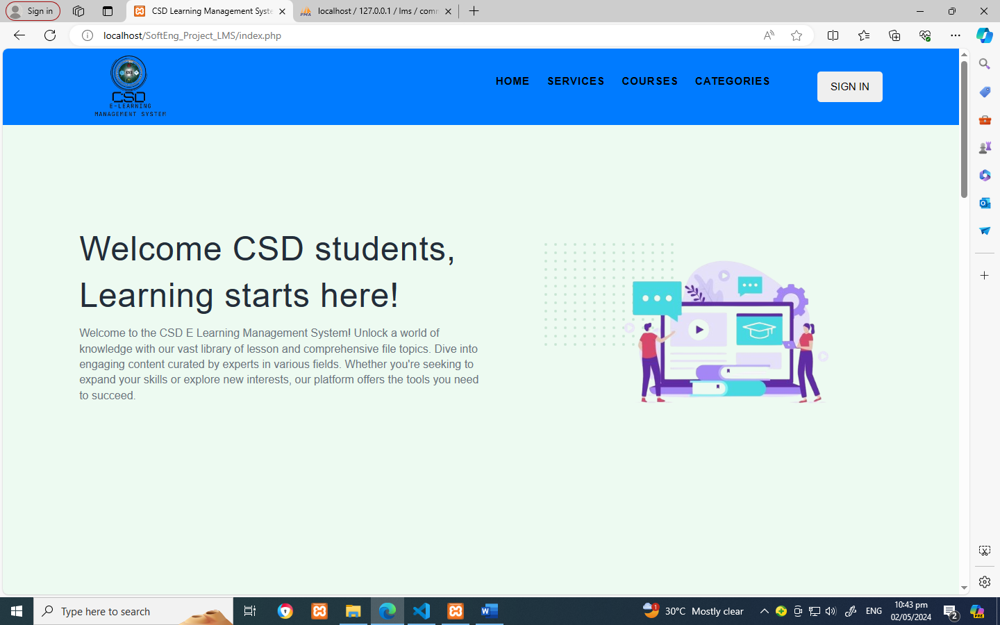 Sign in
CSD Learning Management Syste
localhost / 127.0.0.1 / lms / com
localhost/SoftEng_Project_LMS/index.php
CSD
E-LEARNING
MANAGEMENT SYSTEM
HOME
SERVICES
COURSES
CATEGORIES
SIGN IN
Welcome CSD students,
Learning starts here!
Welcome to the CSD E Learning Management System! Unlock a world of
knowledge with our vast library of lesson and comprehensive file topics. Dive into
engaging content curated by experts in various fields. Whether you're seeking to
expand your skills or explore new interests, our platform offers the tools you need
to succeed.
Type here to search
1
30°C Mostly clear
ENG
10:43 pm
02/05/2024
2
PRE